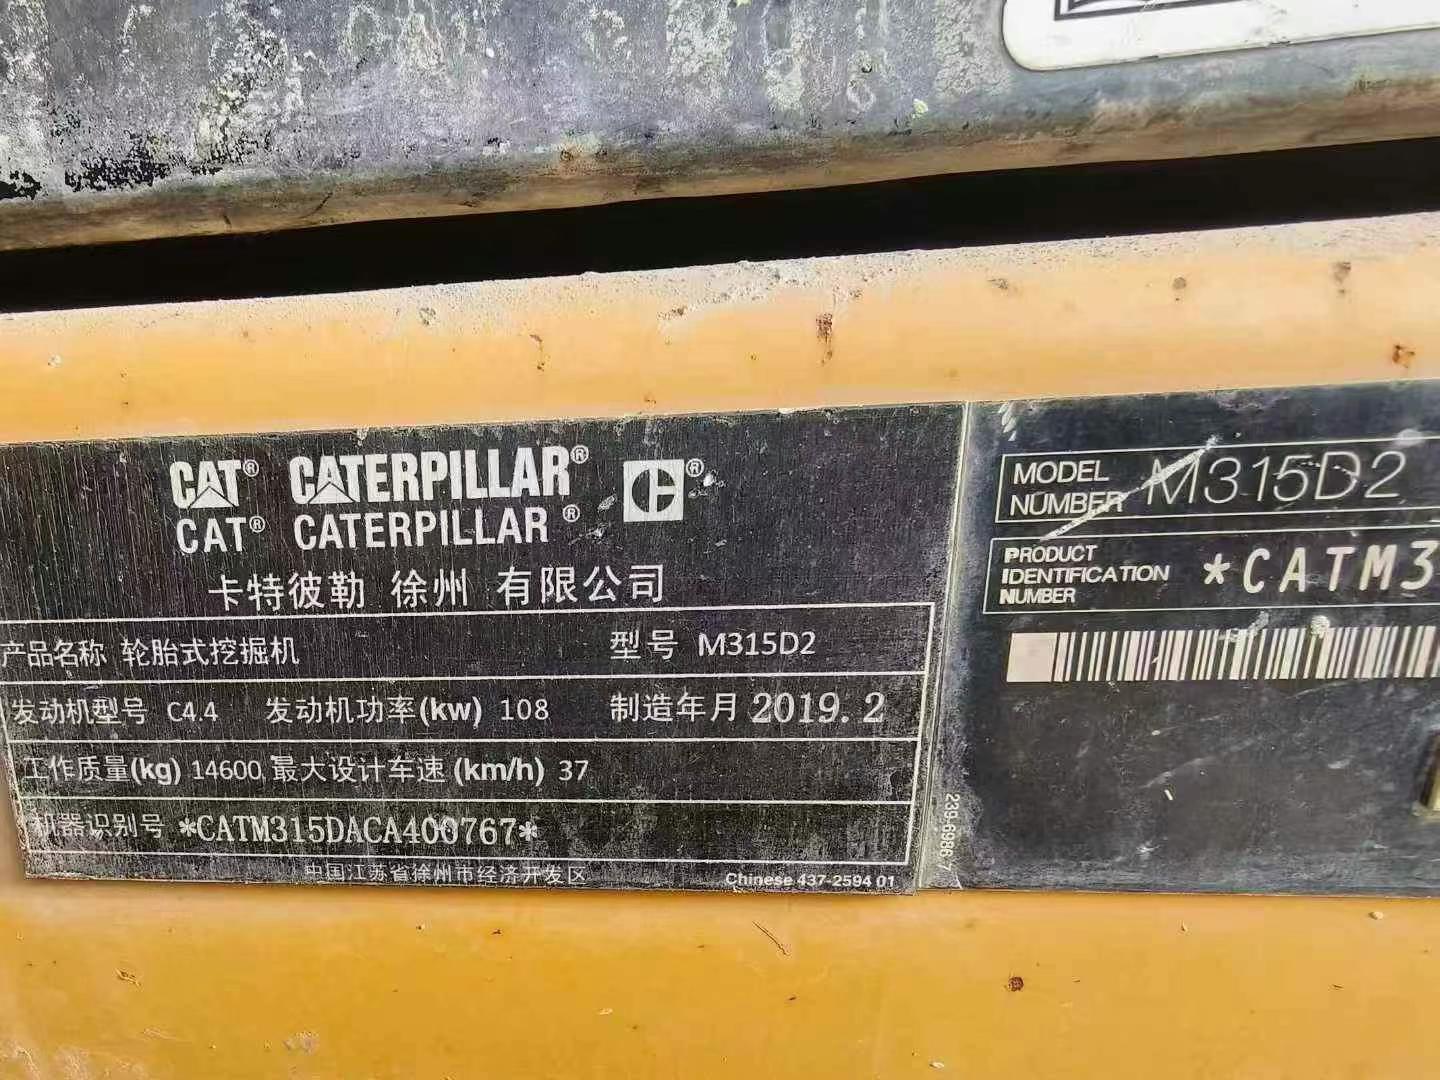 CAT® CATERPILLAR® C®
CAT® CATERPILLAR®
卡特彼勒 徐州 有限公司
产品名称 轮胎式挖掘机 型号 M315D2
发动机型号 C4.4 发动机功率(kw) 108 制造年月 2019.2
工作质量(kg) 14600 最大设计车速(km/h) 37
机器识别号 *CATM315DACA400767*
中国江苏省徐州市经济开发区 Chinese 437-2594 01
239-6986 7
MODEL NUMBER M315D2
PRODUCT IDENTIFICATION NUMBER *CATM3